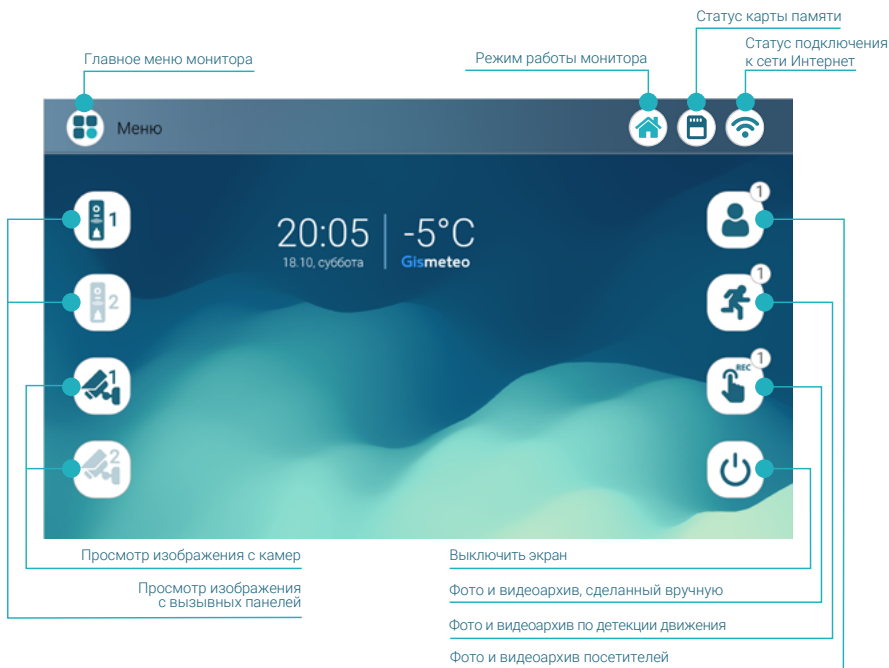 Статус карты памяти
Статус подключения
к сети Интернет
Главное меню монитора
Режим работы монитора
Меню
1
1
20:05
-5°C
18.10, суббота
Gismeteo
2
1
1
REC
1
2
Просмотр изображения с камер
Выключить экран
Просмотр изображения
с вызывных панелей
Фото и видеоархив, сделанный вручную
Фото и видеоархив по детекции движения
Фото и видеоархив посетителей